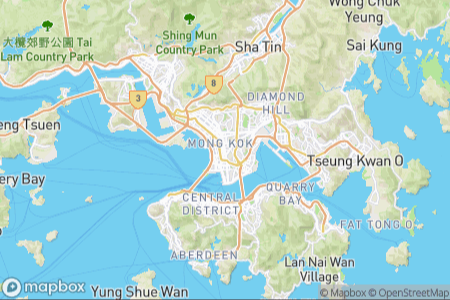 Wong Chuk
Yeung
大欖郊野公園 Tai
Lam Country Park
Shing Mun
Country Park
Sha Tin
Sai Kung
8
3
DIAMOND
HILL
eng Tsuen
MONG KOK
Tseung Kwan O
ery Bay
QUARRY
BAY
CENTRAL
DISTRICT
FAT TONG O
ABERDEEN
Lan Nai Wan
Village
Yung Shue Wan
mapbox
© Mapbox © OpenStreetMap